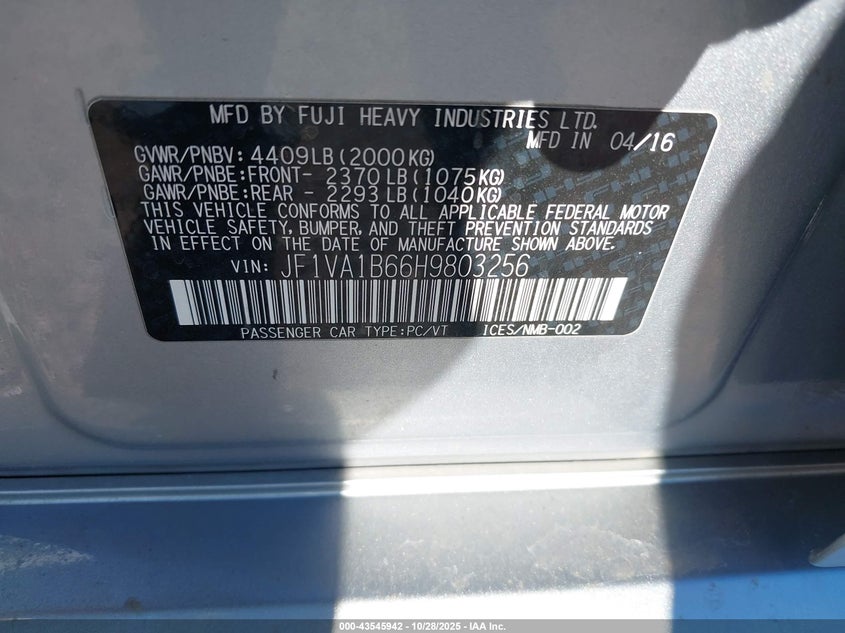 MFD BY FUJI HEAVY INDUSTRIES LTD.
MFD IN 04/16
GVWR/PNBV: 4409LB(2000KG)
GAWR/PNBE:FRONT- 2370LB(1075KG)
GAWR/PNBE:REAR - 2293LB(1040KG)
THIS VEHICLE CONFORMS TO ALL APPLICABLE FEDERAL MOTOR
VEHICLE SAFETY, BUMPER, AND THEFT PREVENTION STANDARDS
IN EFFECT ON THE DATE OF MANUFACTURE SHOWN ABOVE.
VIN: JF1VA1B66H9803256
PASSENGER CAR TYPE:PC/VT ICES/NMB-002
000-43545942 | 10/28/2025 | IAA Inc.